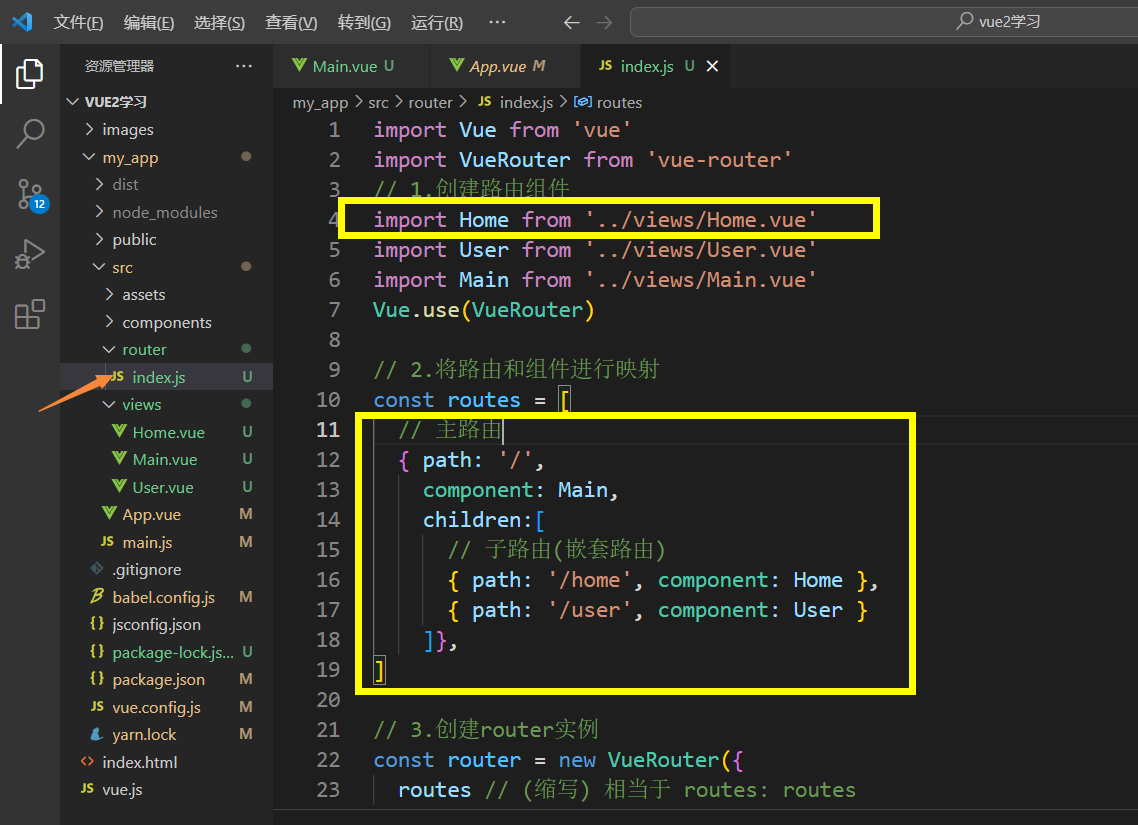 文件(F) 编辑(E) 选择(S) 查看(V) 转到(G) 运行(R) ··· ← → vue2学习
资源管理器 ···
VUE2学习
images
my_app
dist
node_modules
public
src
assets
components
router
JS index.js U
views
Home.vue U
Main.vue U
User.vue U
App.vue M
JS main.js M
.gitignore
babel.config.js M
{} jsconfig.json
{} package-lock.js... U
{} package.json M
JS vue.config.js M
yarn.lock M
<> index.html
JS vue.js
12
Main.vue U App.vue M JS index.js U ×
my_app > src > router > JS index.js > routes
1 import Vue from 'vue'
2 import VueRouter from 'vue-router'
3 // 1.创建路由组件
4 import Home from '../views/Home.vue'
5 import User from '../views/User.vue'
6 import Main from '../views/Main.vue'
7 Vue.use(VueRouter)
8
9 // 2.将路由和组件进行映射
10 const routes = [
11 // 主路由
12 { path: '/',
13 component: Main,
14 children:[
15 // 子路由(嵌套路由)
16 { path: '/home', component: Home },
17 { path: '/user', component: User }
18 ]},
19 ]
20
21 // 3.创建router实例
22 const router = new VueRouter({
23 routes // (缩写) 相当于 routes: routes